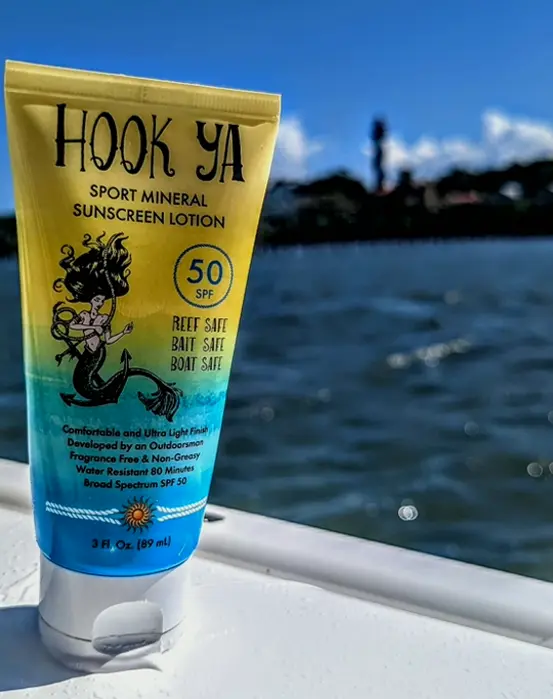 HOOK YA
SPORT MINERAL
SUNSCREEN LOTION
50
SPF
REEF SAFE
BAIT SAFE
BOAT SAFE
Comfortable and Ultra Light Finish
Developed by an Outdoorsman
Fragrance Free & Non-Greasy
Water Resistant 80 Minutes
Broad Spectrum SPF 50
3 Fl. Oz. (89 mL)